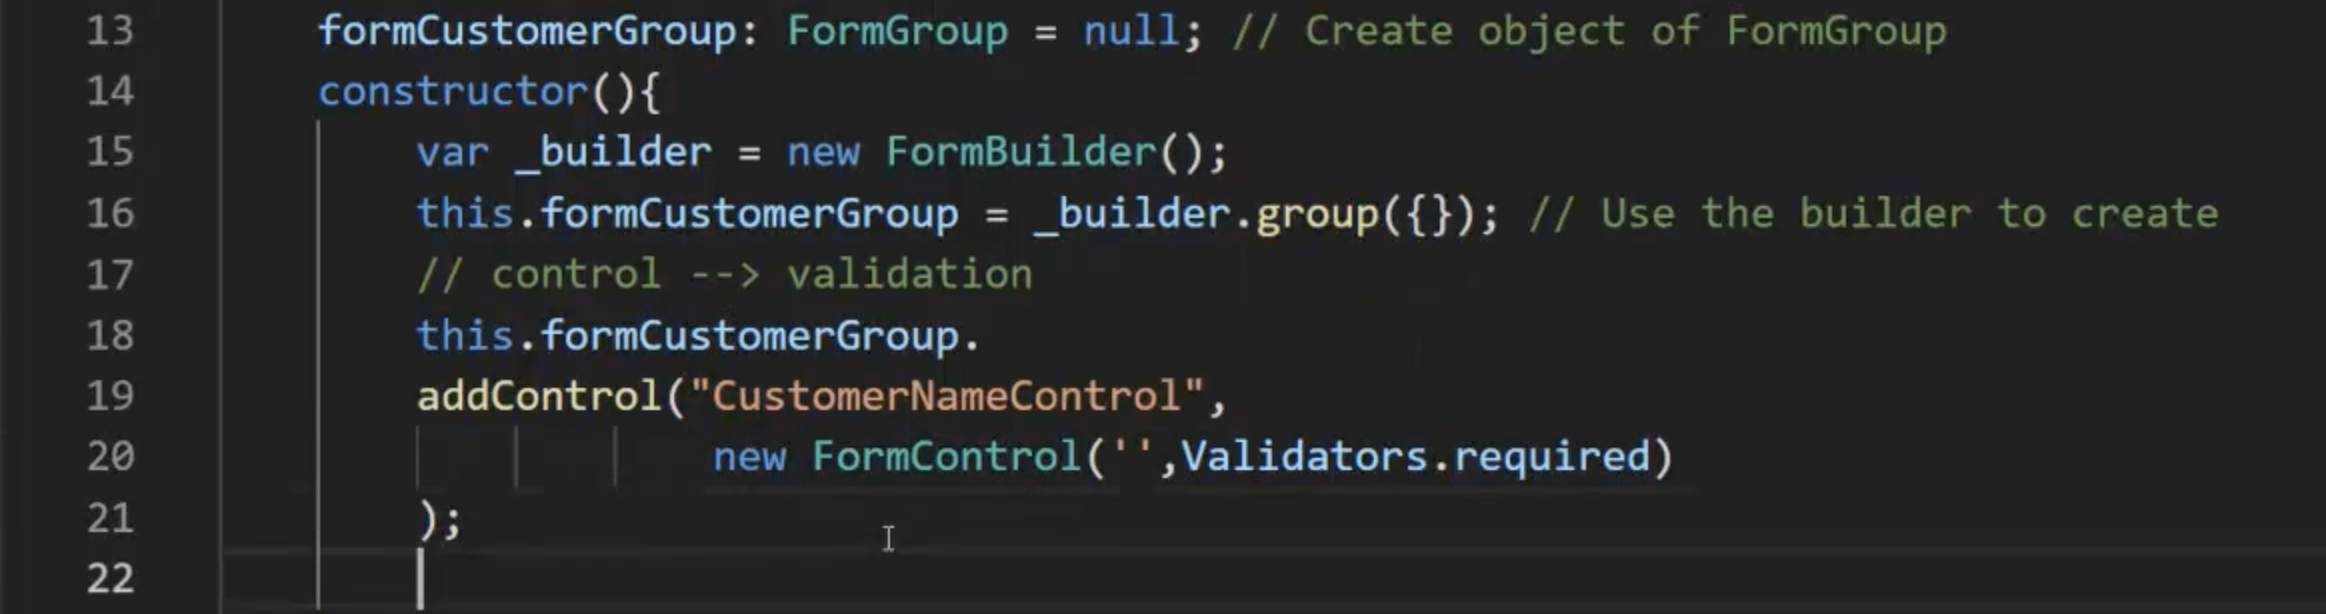 13 formCustomerGroup: FormGroup = null; // Create object of FormGroup
14 constructor(){
15 var _builder = new FormBuilder();
16 this.formCustomerGroup = _builder.group({}); // Use the builder to create
17 // control --> validation
18 this.formCustomerGroup.
19 addControl("CustomerNameControl",
20 new FormControl('',Validators.required)
21 );
22